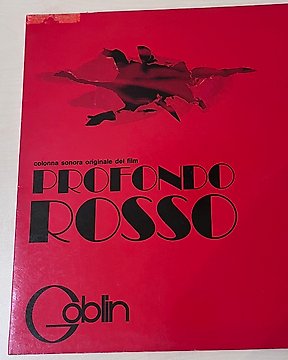 colonna sonora originale del film
PROFONDO
ROSSO
Goblin